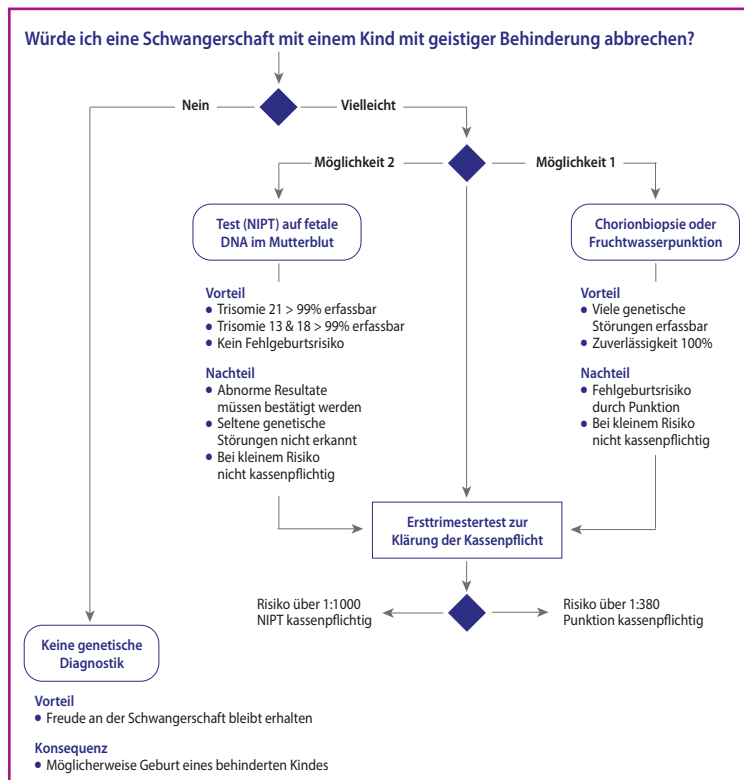 Würde ich eine Schwangerschaft mit einem Kind mit geistiger Behinderung abbrechen?
Nein
Vielleicht
Möglichkeit 2
Möglichkeit 1
Test (NIPT) auf fetale
DNA im Mutterblut
Vorteil
• Trisomie 21 > 99% erfassbar
• Trisomie 13 & 18 > 99% erfassbar
• Kein Fehlgeburtsrisiko
Nachteil
• Abnorme Resultate
müssen bestätigt werden
• Seltene genetische
Störungen nicht erkannt
• Bei kleinem Risiko
nicht kassenpflichtig
Chorionbiopsie oder
Fruchtwasserpunktion
Vorteil
• Viele genetische
Störungen erfassbar
• Zuverlässigkeit 100%
Nachteil
• Fehlgeburtsrisiko
durch Punktion
• Bei kleinem Risiko
nicht kassenpflichtig
Ersttrimestertest zur
Klärung der Kassenpflicht
Risiko über 1:1000
NIPT kassenpflichtig
Risiko über 1:380
Punktion kassenpflichtig
Keine genetische
Diagnostik
Vorteil
• Freude an der Schwangerschaft bleibt erhalten
Konsequenz
• Möglicherweise Geburt eines behinderten Kindes